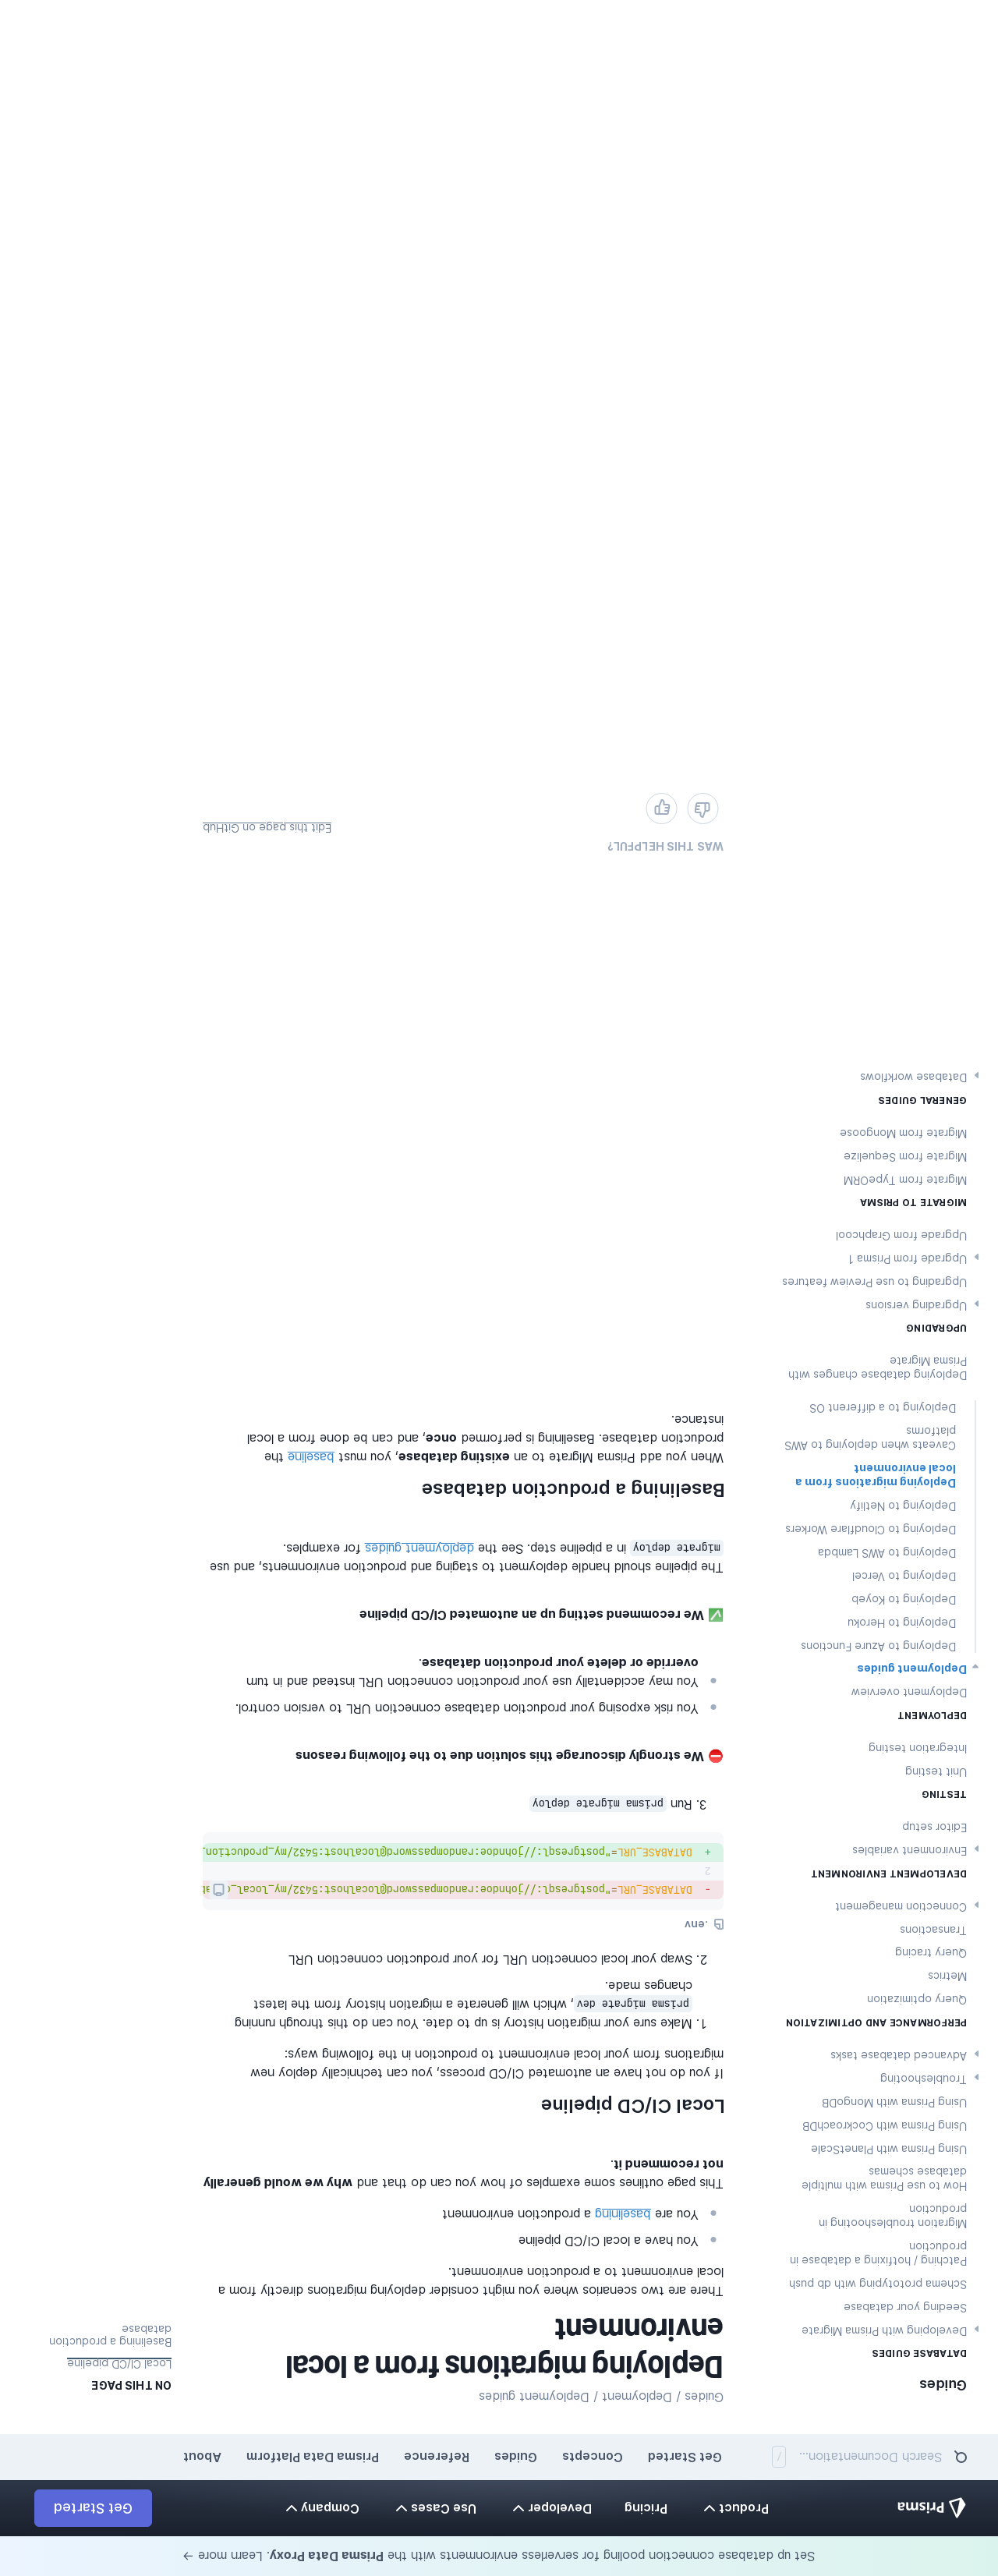 Set up database connection pooling for serverless environments with the Prisma Data Proxy. Learn more →
Prisma
Product
Pricing
Developer
Use Cases
Company
Get Started
Search Documentation... /
Get Started
Concepts
Guides
Reference
Prisma Data Platform
About
Guides
DATABASE GUIDES
Developing with Prisma Migrate
Seeding your database
Schema prototyping with db push
Patching / hotfixing a database in
production
Migration troubleshooting in
production
How to use Prisma with multiple
database schemas
Using Prisma with PlanetScale
Using Prisma with CockroachDB
Using Prisma with MongoDB
Troubleshooting
Advanced database tasks
PERFORMANCE AND OPTIMIZATION
Query optimization
Metrics
Query tracing
Transactions
Connection management
DEVELOPMENT ENVIRONMENT
Environment variables
Editor setup
TESTING
Unit testing
Integration testing
DEPLOYMENT
Deployment overview
Deployment guides
Deploying to Azure Functions
Deploying to Heroku
Deploying to Koyeb
Deploying to Vercel
Deploying to AWS Lambda
Deploying to Cloudflare Workers
Deploying to Netlify
Deploying migrations from a
local environment
Caveats when deploying to AWS
platforms
Deploying to a different OS
Deploying database changes with
Prisma Migrate
UPGRADING
Upgrading versions
Upgrading to use Preview features
Upgrade from Prisma 1
Upgrade from Graphcool
MIGRATE TO PRISMA
Migrate from TypeORM
Migrate from Sequelize
Migrate from Mongoose
GENERAL GUIDES
Database workflows
Guides / Deployment / Deployment guides
Deploying migrations from a local
environment
There are two scenarios where you might consider deploying migrations directly from a
local environment to a production environment.
You have a local CI/CD pipeline
You are baselining a production environment
This page outlines some examples of how you can do that and why we would generally
not recommend it.
Local CI/CD pipeline
If you do not have an automated CI/CD process, you can technically deploy new
migrations from your local environment to production in the following ways:
1. Make sure your migration history is up to date. You can do this through running
prisma migrate dev, which will generate a migration history from the latest
changes made.
2. Swap your local connection URL for your production connection URL
.env
- DATABASE_URL="postgresql://johndoe:randompassword@localhost:5432/my_local_
2
+ DATABASE_URL="postgresql://johndoe:randompassword@localhost:5432/my_production_
3. Run prisma migrate deploy
⛔ We strongly discourage this solution due to the following reasons
You risk exposing your production database connection URL to version control.
You may accidentally use your production connection URL instead and in turn
override or delete your production database.
✅ We recommend setting up an automated CI/CD pipeline
The pipeline should handle deployment to staging and production environments, and use
migrate deploy in a pipeline step. See the deployment guides for examples.
Baselining a production database
When you add Prisma Migrate to an existing database, you must baseline the
production database. Baselining is performed once, and can be done from a local
instance.
WAS THIS HELPFUL?
Edit this page on GitHub
ON THIS PAGE
Local CI/CD pipeline
Baselining a production
database